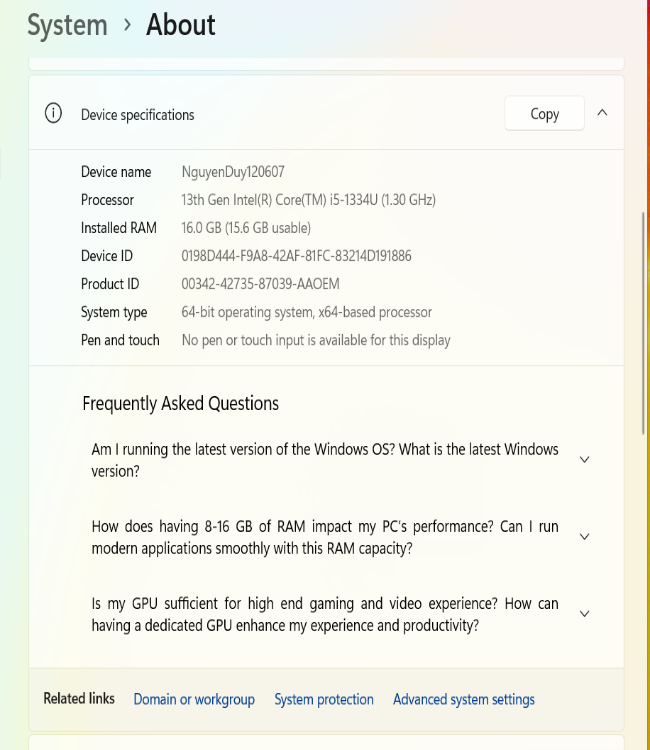 System > About
Device specifications
Copy
Device name NguyenDuy120607
Processor 13th Gen Intel(R) Core(TM) i5-1334U (1.30 GHz)
Installed RAM 16.0 GB (15.6 GB usable)
Device ID 0198D444-F9A8-42AF-81FC-83214D191886
Product ID 00342-42735-87039-AAOEM
System type 64-bit operating system, x64-based processor
Pen and touch No pen or touch input is available for this display
Frequently Asked Questions
Am I running the latest version of the Windows OS? What is the latest Windows
version?
How does having 8-16 GB of RAM impact my PC's performance? Can I run
modern applications smoothly with this RAM capacity?
Is my GPU sufficient for high end gaming and video experience? How can
having a dedicated GPU enhance my experience and productivity?
Related links Domain or workgroup System protection Advanced system settings